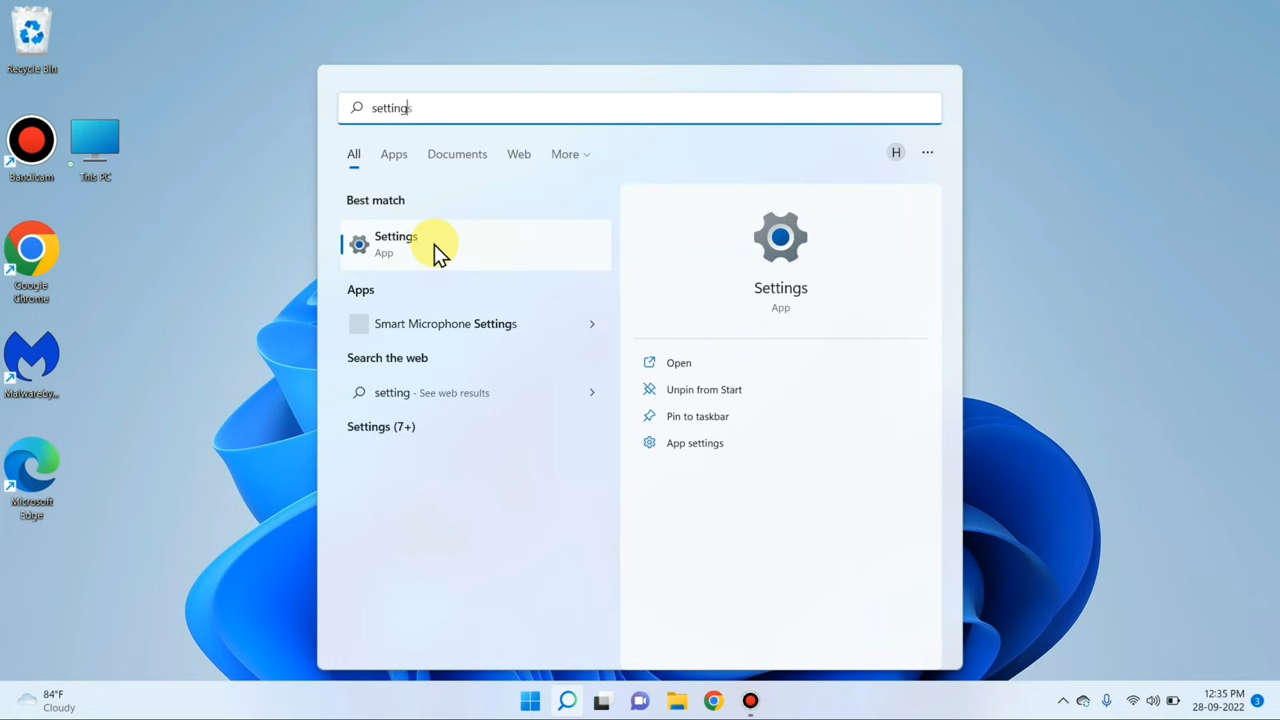 Recycle Bin
Bandicam
This PC
Google
Chrome
Malwareby...
Microsoft
Edge
settings
All
Apps
Documents
Web
More
H
...
Best match
Settings
App
Apps
Smart Microphone Settings
Search the web
setting - See web results
Settings (7+)
Settings
App
Open
Unpin from Start
Pin to taskbar
App settings
84°F
Cloudy
12:35 PM
28-09-2022
3